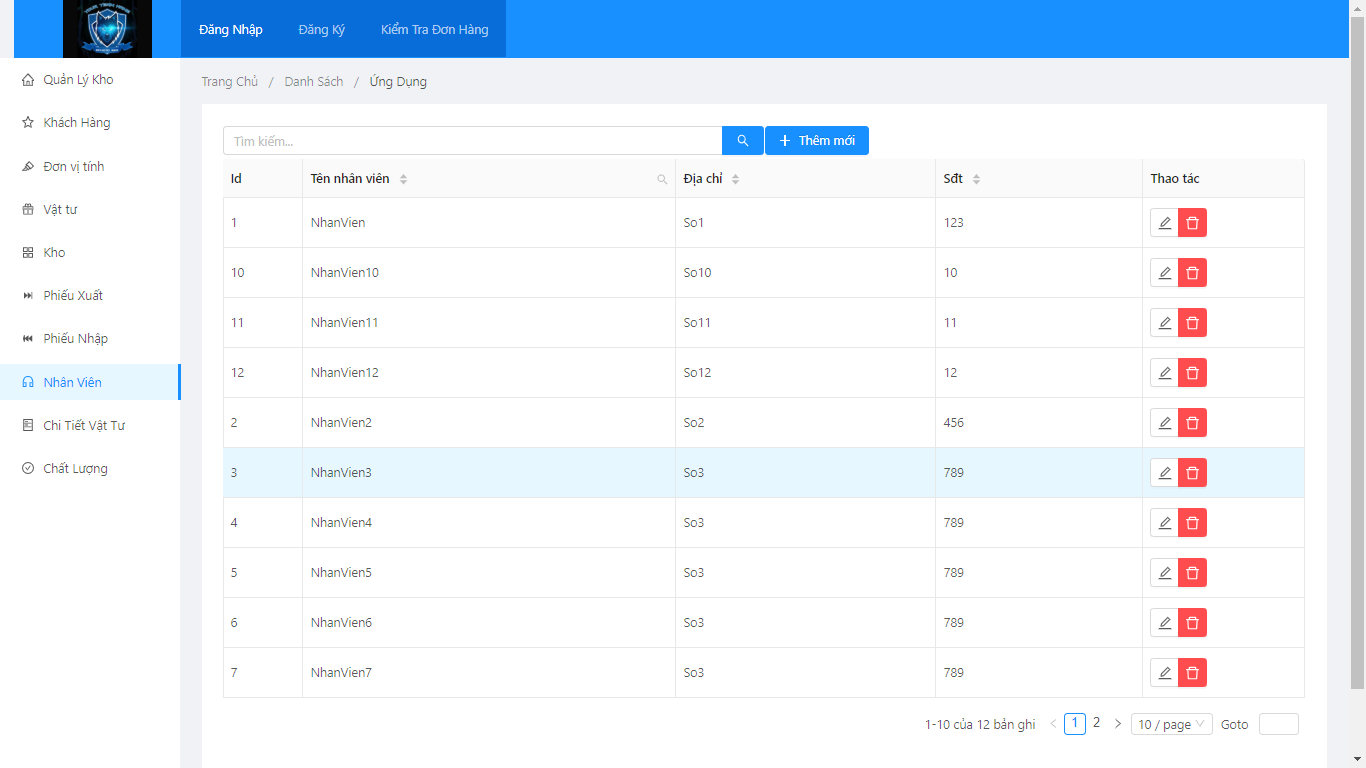 Đăng Nhập Đăng Ký Kiểm Tra Đơn Hàng
Quản Lý Kho
Khách Hàng
Đơn vị tính
Vật tư
Kho
Phiếu Xuất
Phiếu Nhập
Nhân Viên
Chi Tiết Vật Tư
Chất Lượng
Trang Chủ / Danh Sách / Ứng Dụng
Tìm kiếm... Thêm mới
Id Tên nhân viên Địa chỉ Sđt Thao tác
1 NhanVien So1 123
10 NhanVien10 So10 10
11 NhanVien11 So11 11
12 NhanVien12 So12 12
2 NhanVien2 So2 456
3 NhanVien3 So3 789
4 NhanVien4 So3 789
5 NhanVien5 So3 789
6 NhanVien6 So3 789
7 NhanVien7 So3 789
1-10 của 12 bản ghi < 1 2 > 10 / page Goto